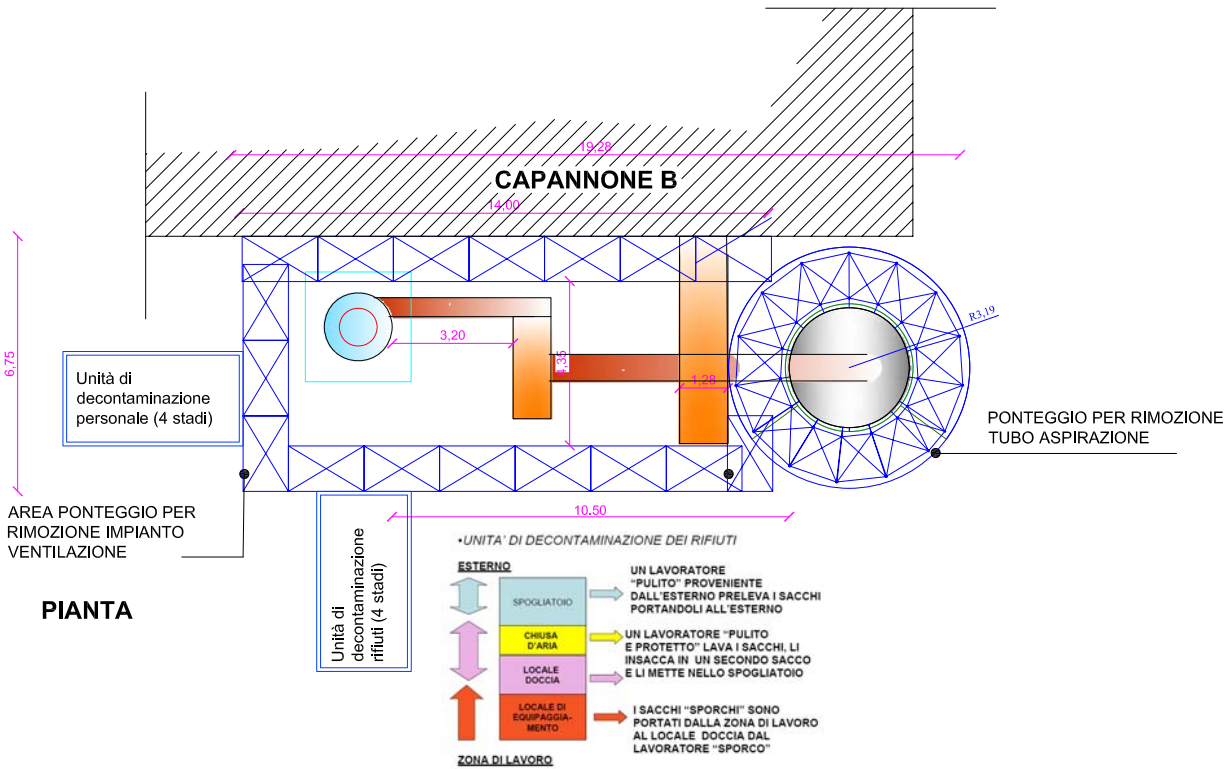 19,28
CAPANNONE B
14,00
6,75
R3,19
3,20
4,35
1,28
Unità di
decontaminazione
personale (4 stadi)
PONTEGGIO PER RIMOZIONE
TUBO ASPIRAZIONE
AREA PONTEGGIO PER
RIMOZIONE IMPIANTO
VENTILAZIONE
10.50
Unità di
decontaminazione
rifiuti (4 stadi)
PIANTA
•UNITA' DI DECONTAMINAZIONE DEI RIFIUTI
ESTERNO
SPOGLIATOIO
UN LAVORATORE
“PULITO” PROVENIENTE
DALL'ESTERNO PRELEVA I SACCHI
PORTANDOLI ALL'ESTERNO
CHIUSA
D'ARIA
UN LAVORATORE “PULITO
E PROTETTO” LAVA I SACCHI, LI
INSACCA IN UN SECONDO SACCO
E LI METTE NELLO SPOGLIATOIO
LOCALE
DOCCIA
LOCALE DI
EQUIPAGGIA-
MENTO
I SACCHI “SPORCHI” SONO
PORTATI DALLA ZONA DI LAVORO
AL LOCALE DOCCIA DAL
LAVORATORE “SPORCO”
ZONA DI LAVORO